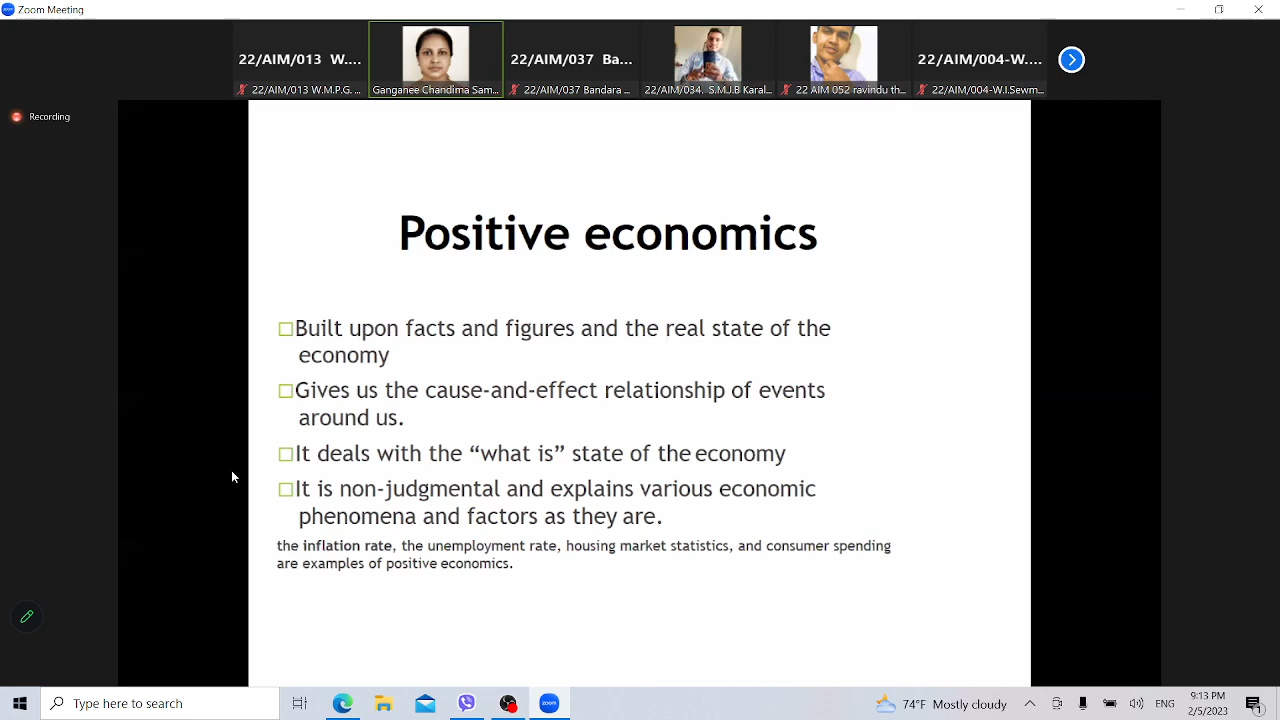 Zoom Meeting
22/AIM/013 W....
22/AIM/037 Ba...
22/AIM/004-W....
22/AIM/013 W.M.P.G. ...
Ganganee Chandima Sam...
22/AIM/037 Bandara ...
22/AIM/034. S.M.J.B Karal...
22 AIM 052 ravindu th...
22/AIM/004-W.I.Sewm...
Recording
Positive economics
Built upon facts and figures and the real state of the
economy
Gives us the cause-and-effect relationship of events
around us.
It deals with the “what is” state of the economy
It is non-judgmental and explains various economic
phenomena and factors as they are.
the inflation rate, the unemployment rate, housing market statistics, and consumer spending
are examples of positive economics.
Type here to search
zoom
74°F Mostly cloudy
9:13 PM
2/5/2023
1